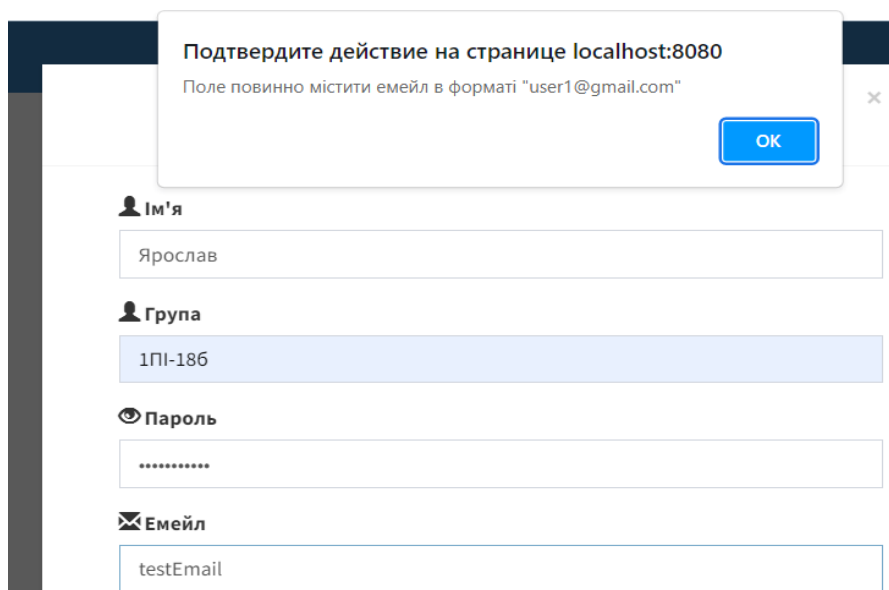 Подтвердите действие на странице localhost:8080
Поле повинно містити емейл в форматі "user1@gmail.com"
ОК
Ім'я
Ярослав
Група
1ПІ-18б
Пароль
•••••••••••
Емейл
testEmail